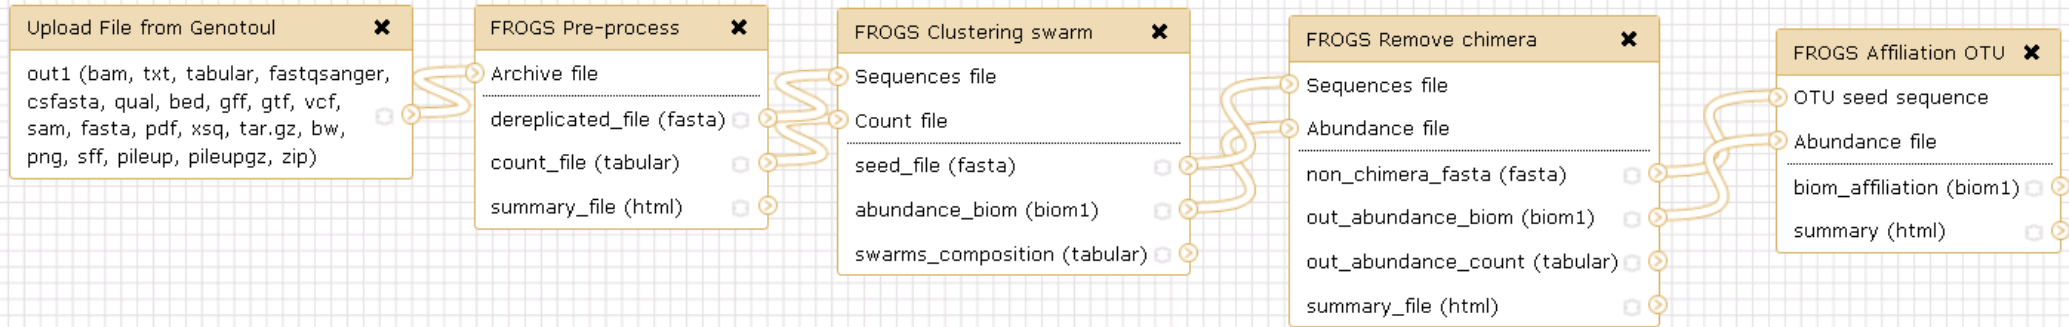 Upload File from Genotoul
out1 (bam, txt, tabular, fastqsanger,
csfasta, qual, bed, gff, gtf, vcf,
sam, fasta, pdf, xsq, tar.gz, bw,
png, sff, pileup, pileupgz, zip)
FROGS Pre-process
Archive file
dereplicated_file (fasta)
count_file (tabular)
summary_file (html)
FROGS Clustering swarm
Sequences file
Count file
seed_file (fasta)
abundance_biom (biom1)
swarms_composition (tabular)
FROGS Remove chimera
Sequences file
Abundance file
non_chimera_fasta (fasta)
out_abundance_biom (biom1)
out_abundance_count (tabular)
summary_file (html)
FROGS Affiliation OTU
OTU seed sequence
Abundance file
biom_affiliation (biom1)
summary (html)